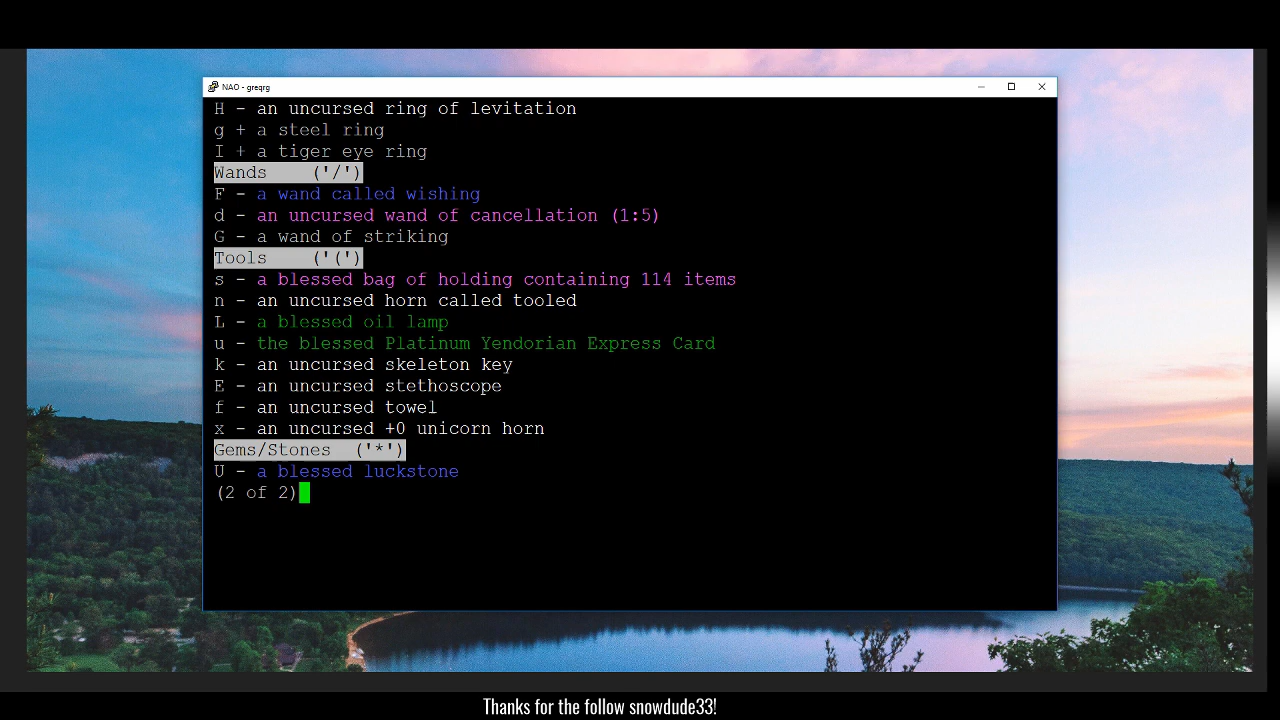 NAO - greqrg
H - an uncursed ring of levitation
g + a steel ring
I + a tiger eye ring
Wands ('/')
F - a wand called wishing
d - an uncursed wand of cancellation (1:5)
G - a wand of striking
Tools ('(')
s - a blessed bag of holding containing 114 items
n - an uncursed horn called tooled
L - a blessed oil lamp
u - the blessed Platinum Yendorian Express Card
k - an uncursed skeleton key
E - an uncursed stethoscope
f - an uncursed towel
x - an uncursed +0 unicorn horn
Gems/Stones ('*')
U - a blessed luckstone
(2 of 2)
Thanks for the follow snowdude33!